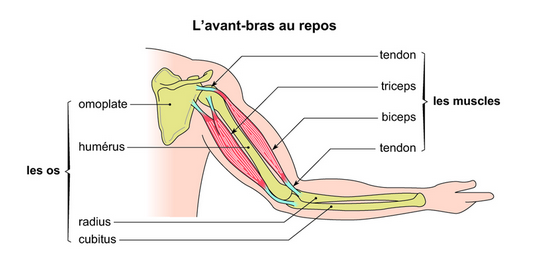 L'avant-bras au repos
tendon
triceps
les muscles
omoplate
biceps
humérus
tendon
les os
radius
cubitus